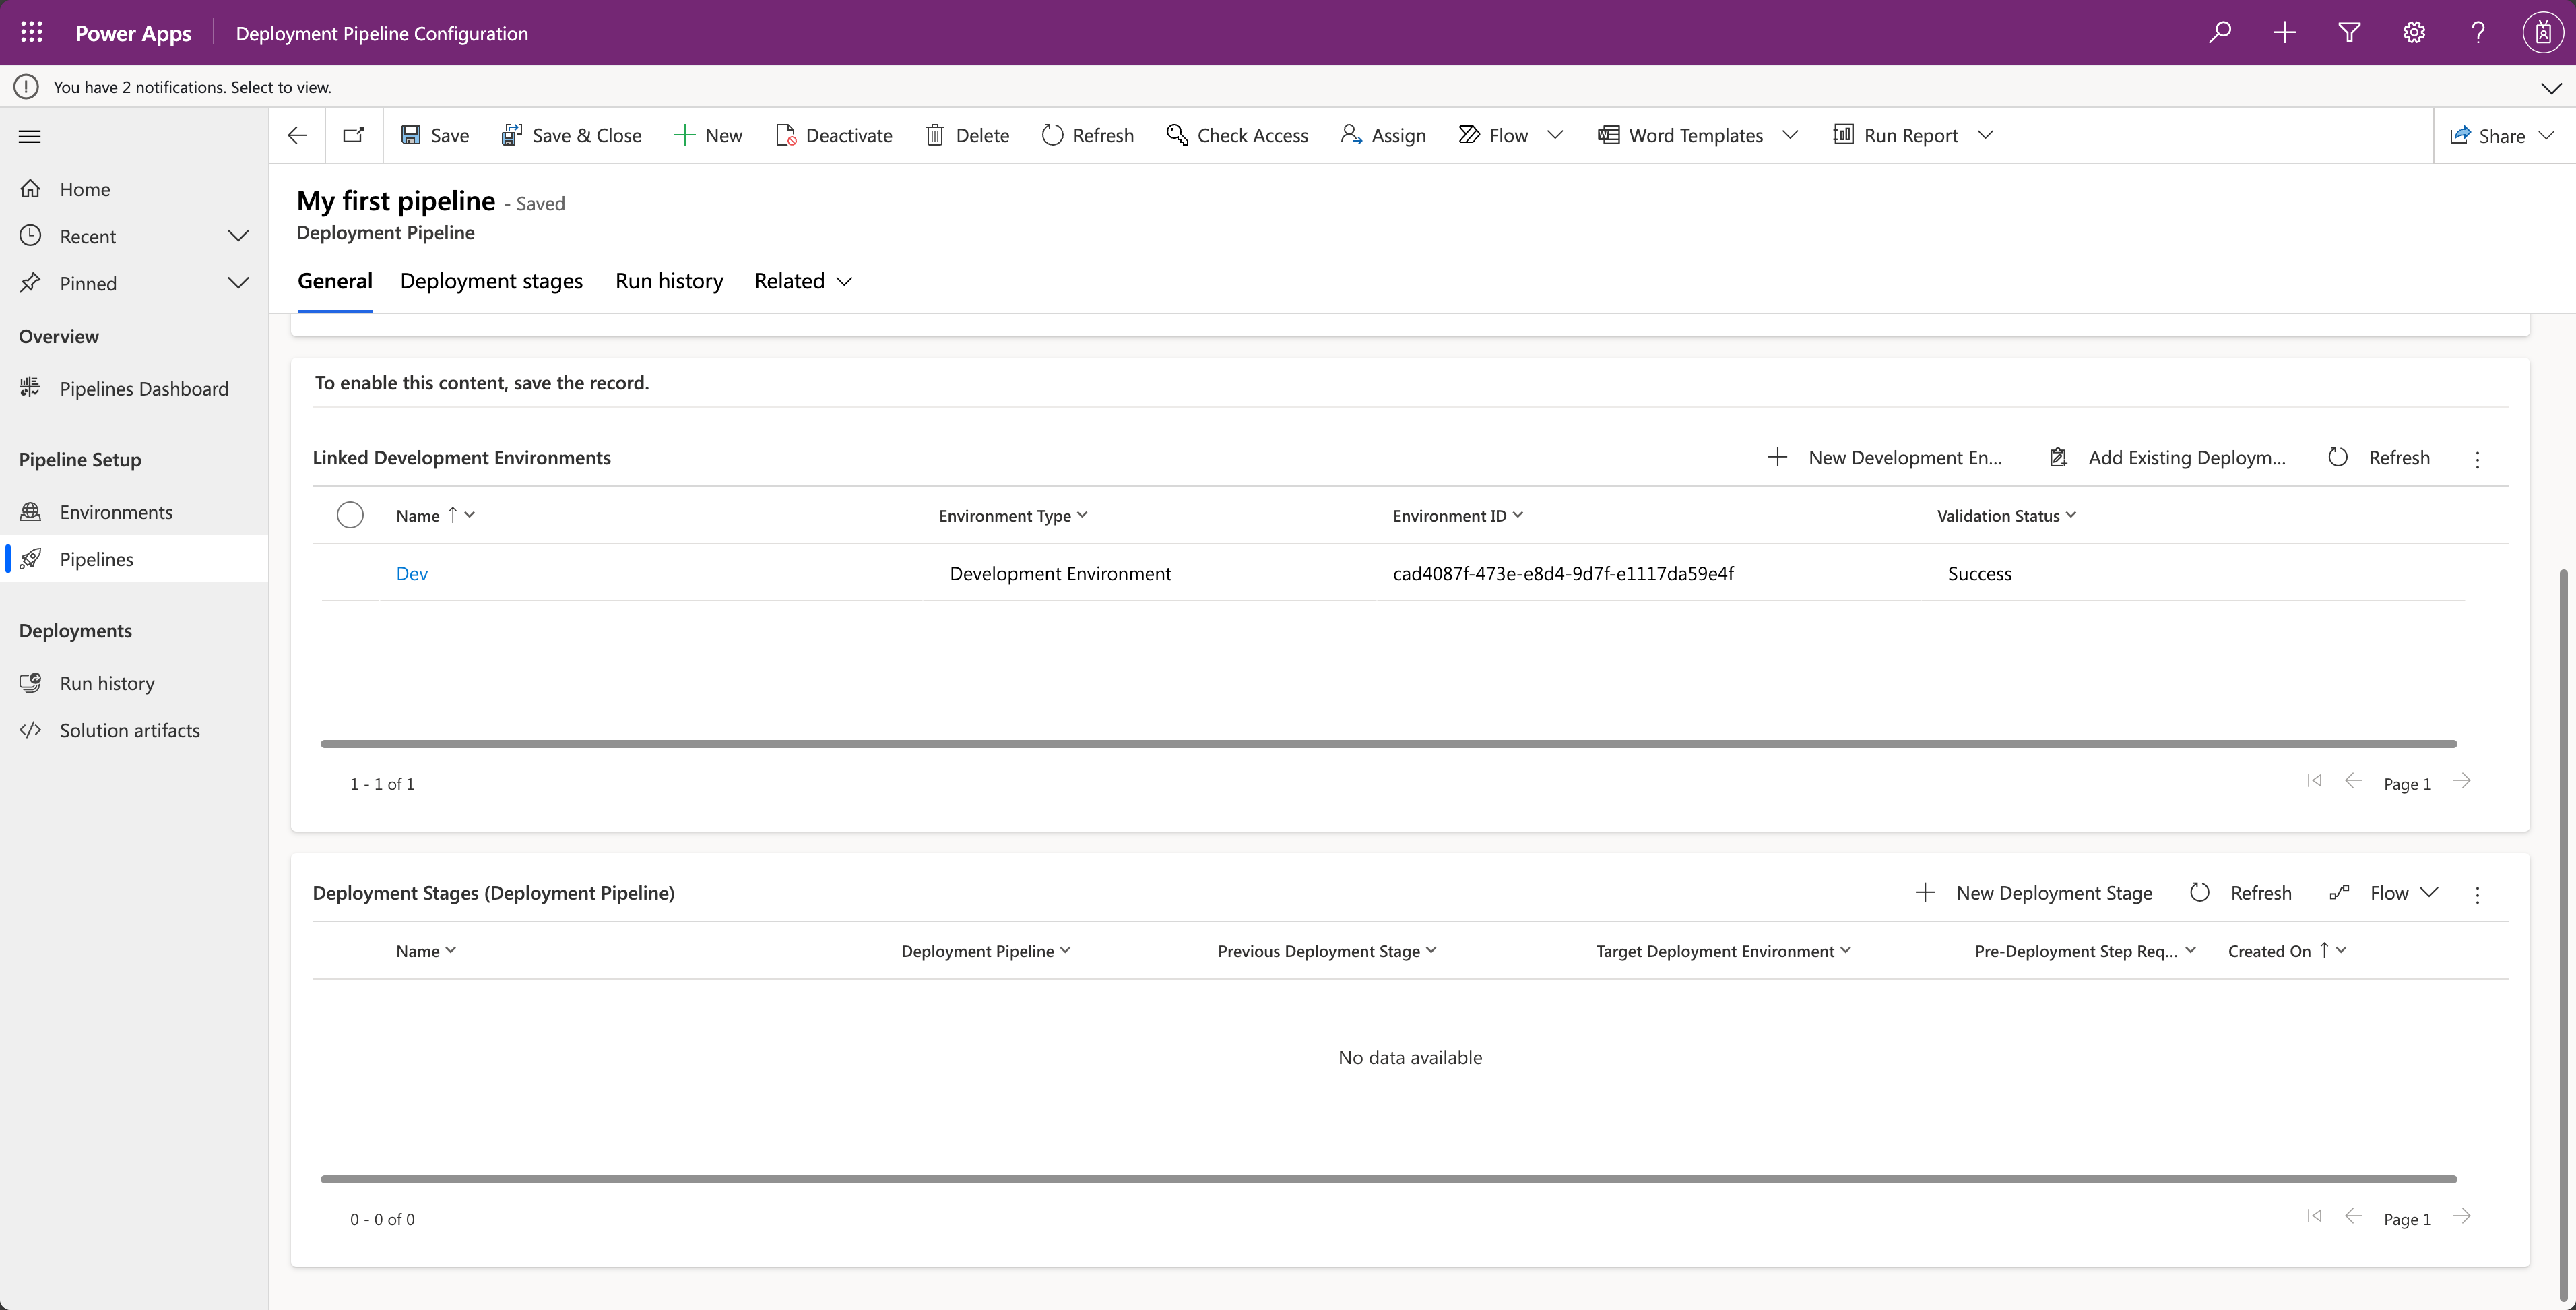 Power Apps
Deployment Pipeline Configuration
You have 2 notifications. Select to view.
Home
Recent
Pinned
Overview
Pipelines Dashboard
Pipeline Setup
Environments
Pipelines
Deployments
Run history
Solution artifacts
Save
Save & Close
New
Deactivate
Delete
Refresh
Check Access
Assign
Flow
Word Templates
Run Report
Share
My first pipeline - Saved
Deployment Pipeline
General
Deployment stages
Run history
Related
To enable this content, save the record.
Linked Development Environments
New Development En...
Add Existing Deploym...
Refresh
Name
Environment Type
Environment ID
Validation Status
Dev
Development Environment
cad4087f-473e-e8d4-9d7f-e1117da59e4f
Success
1 - 1 of 1
Page 1
Deployment Stages (Deployment Pipeline)
New Deployment Stage
Refresh
Flow
Name
Deployment Pipeline
Previous Deployment Stage
Target Deployment Environment
Pre-Deployment Step Req...
Created On
No data available
0 - 0 of 0
Page 1